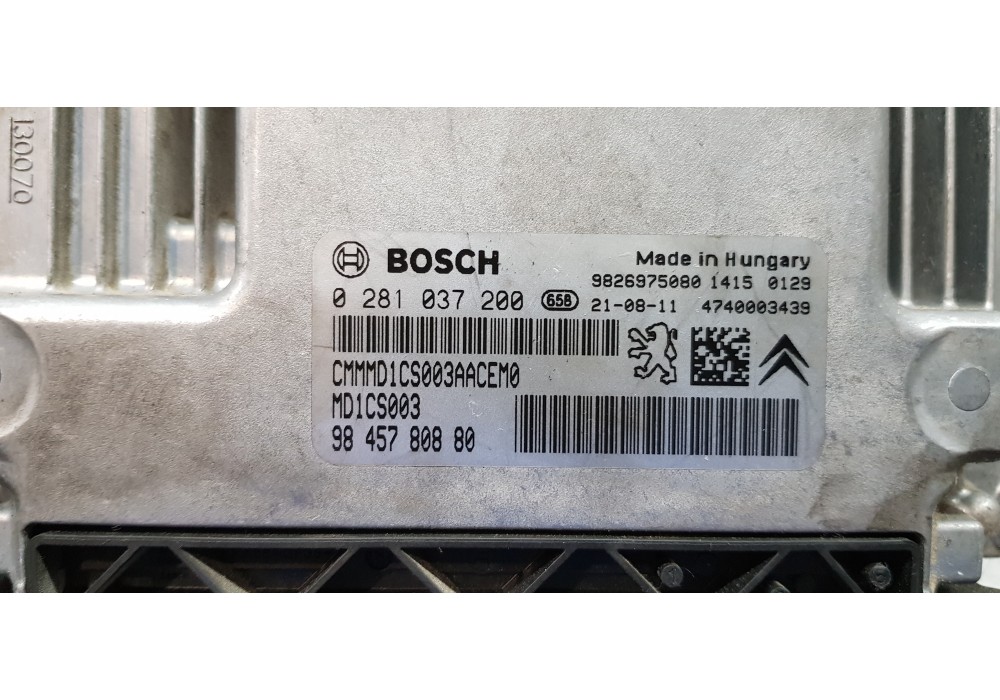 130070
BOSCH
Made in Hungary
9826975080 1415 0129
0 281 037 200 658 21-08-11 4740003439
CMMMD1CS003AACEM0
MD1CS003
98 457 808 80